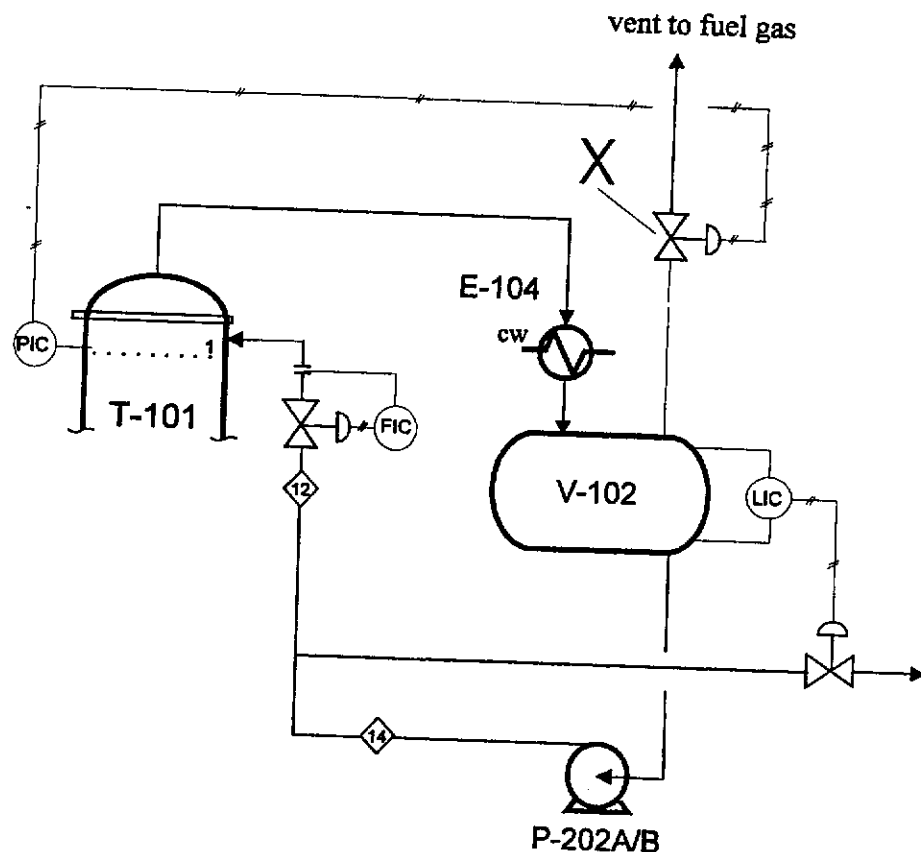 vent to fuel gas
X
E-104
cw
PIC
1
T-101
FIC
12
V-102
LIC
14
P-202A/B